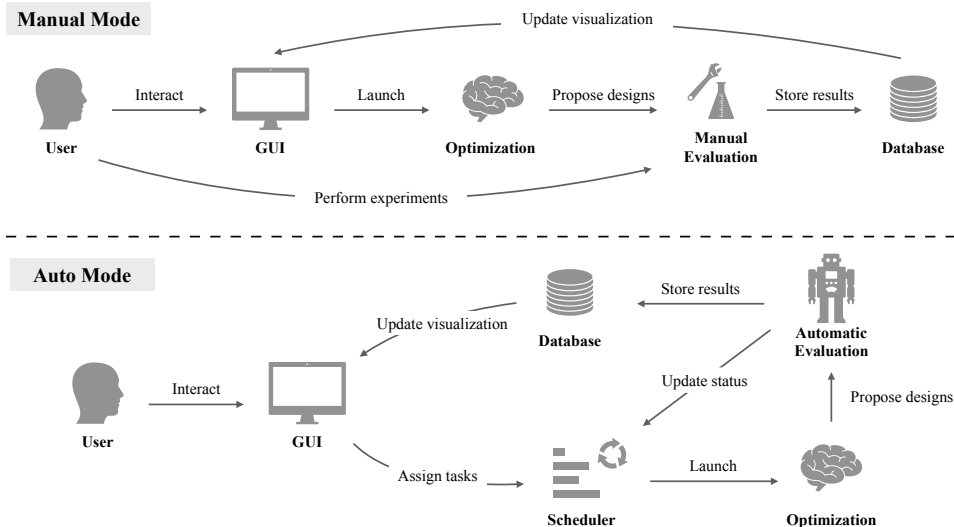 Manual Mode
Update visualization
Interact
Launch
Propose designs
Store results
User
GUI
Optimization
Manual
Evaluation
Database
Perform experiments
Auto Mode
Store results
Update visualization
Database
Automatic
Evaluation
Interact
Update status
Propose designs
User
GUI
Assign tasks
Launch
Scheduler
Optimization